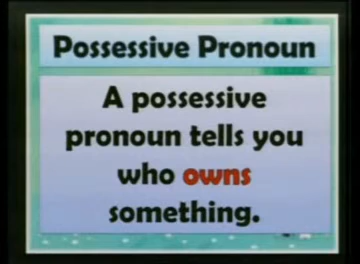 Possessive Pronoun
A possessive
pronoun tells you
who owns
something.